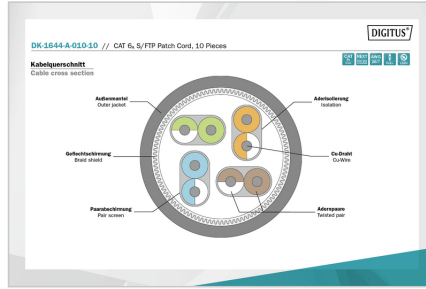 DIGITUS®
DK-1644-A-010-10 // CAT 6A S/FTP Patch Cord, 10 Pieces
Kabelquerschnitt
Cable cross section
Außenmantel
Outer jacket
Aderisolierung
Isolation
Geflechtschirmung
Braid shield
Cu-Draht
Cu-Wire
Paarabschirmung
Pair screen
Adernpaare
Twisted pair